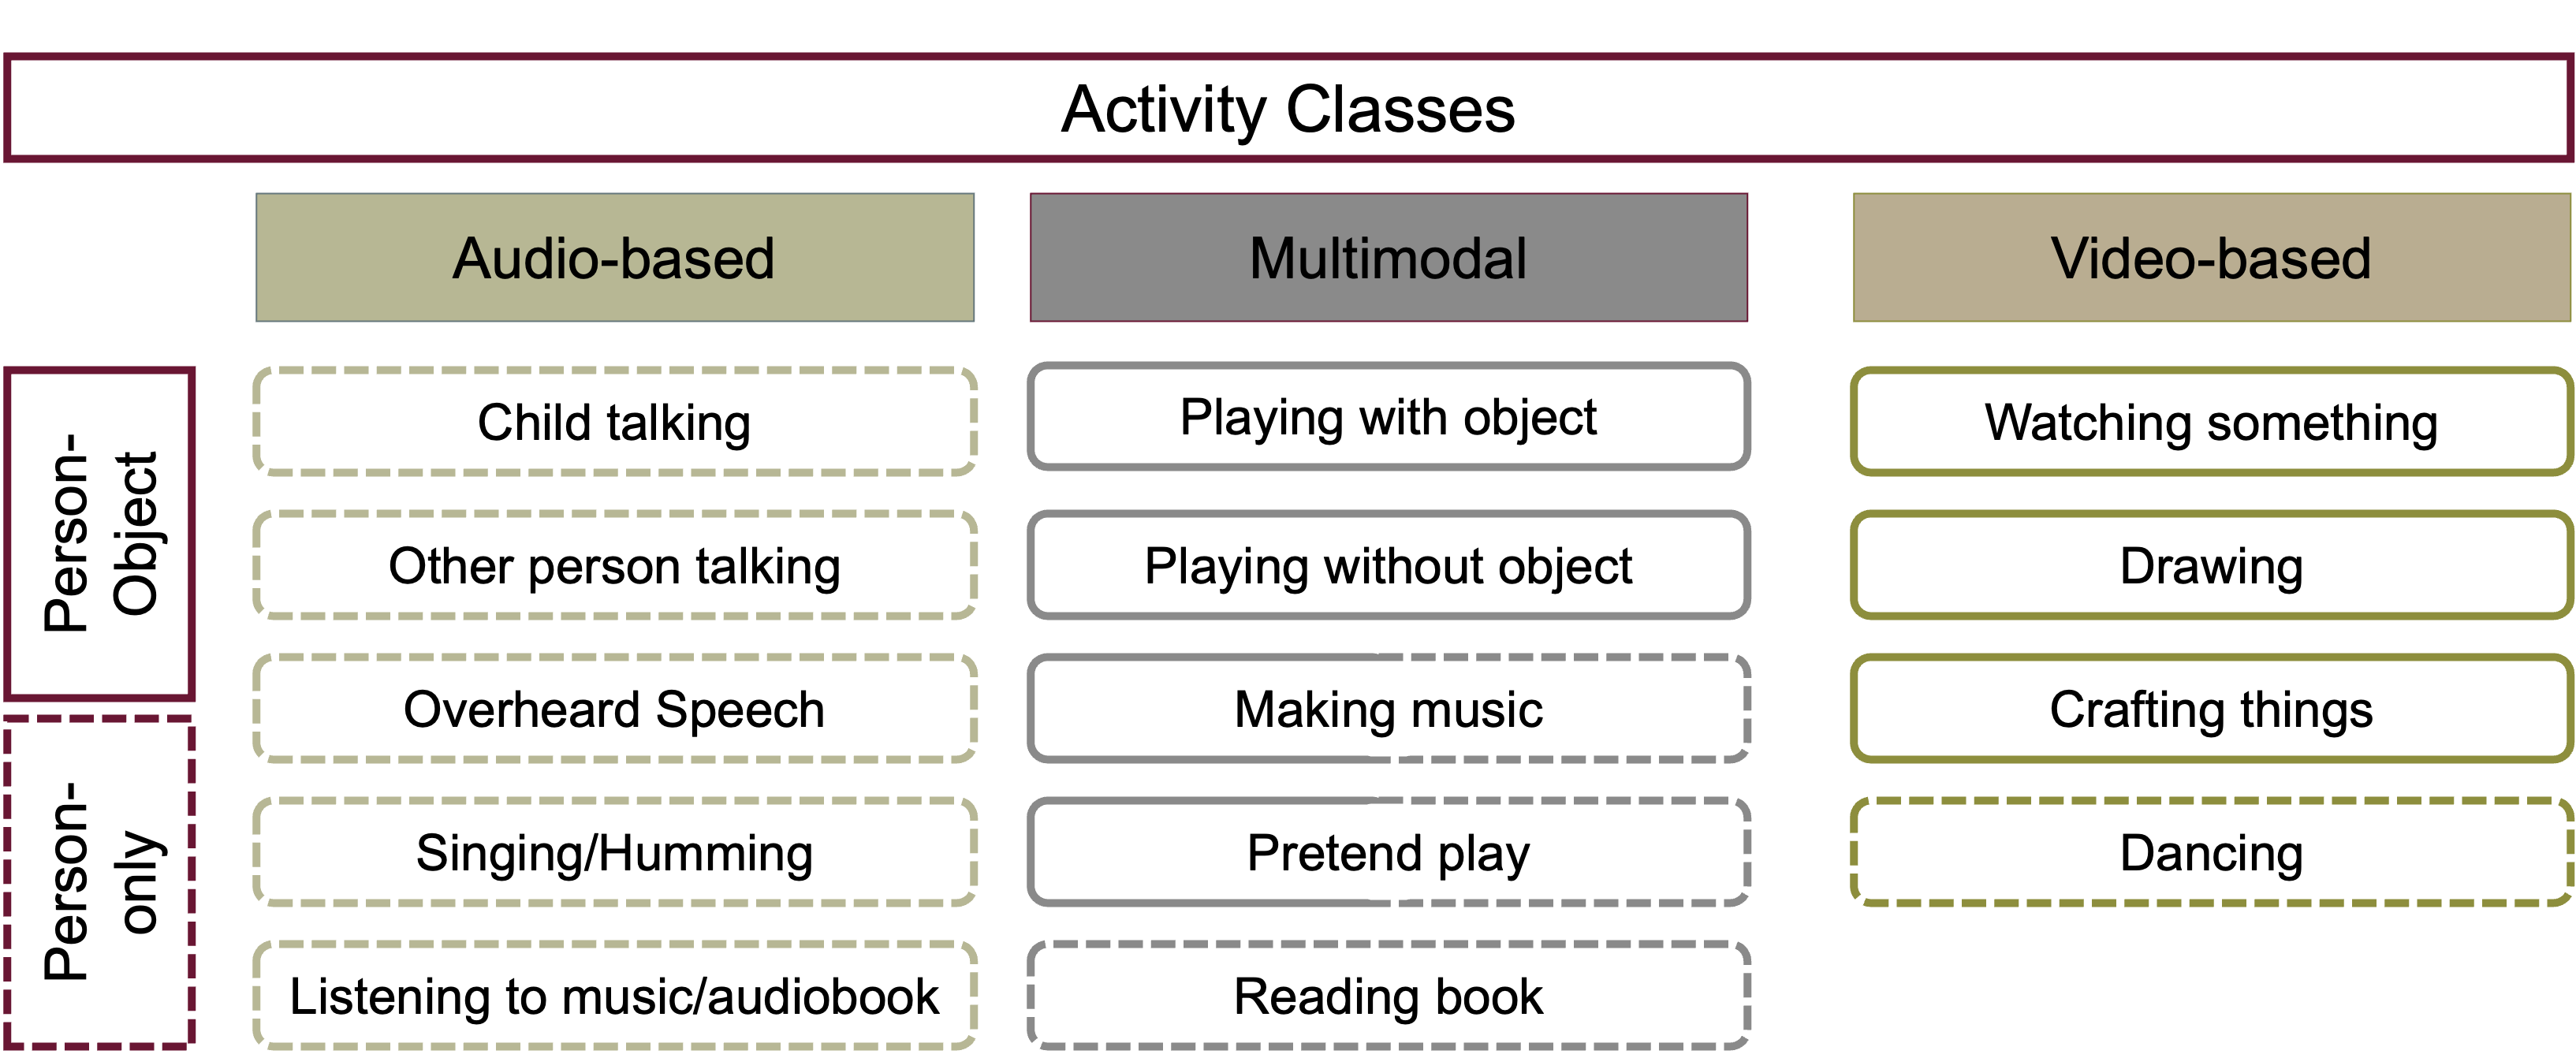 Activity Classes
Audio-based
Multimodal
Video-based
Person-
Object
Child talking
Playing with object
Watching something
Other person talking
Playing without object
Drawing
Overheard Speech
Making music
Crafting things
Person-
only
Singing/Humming
Pretend play
Dancing
Listening to music/audiobook
Reading book